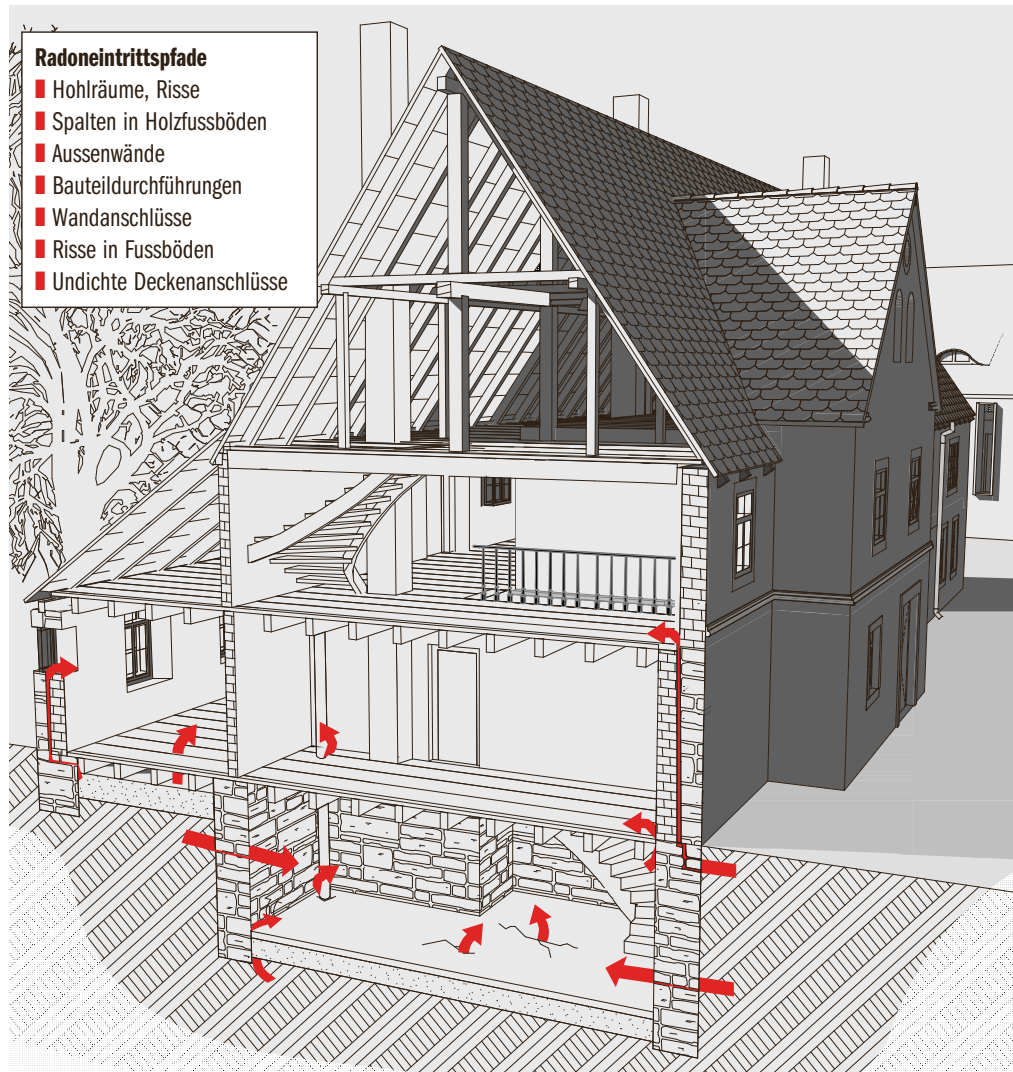 Radoneintrittspfade
Hohlräume, Risse
Spalten in Holzfussböden
Aussenwände
Bauteildurchführungen
Wandanschlüsse
Risse in Fussböden
Undichte Deckenanschlüsse